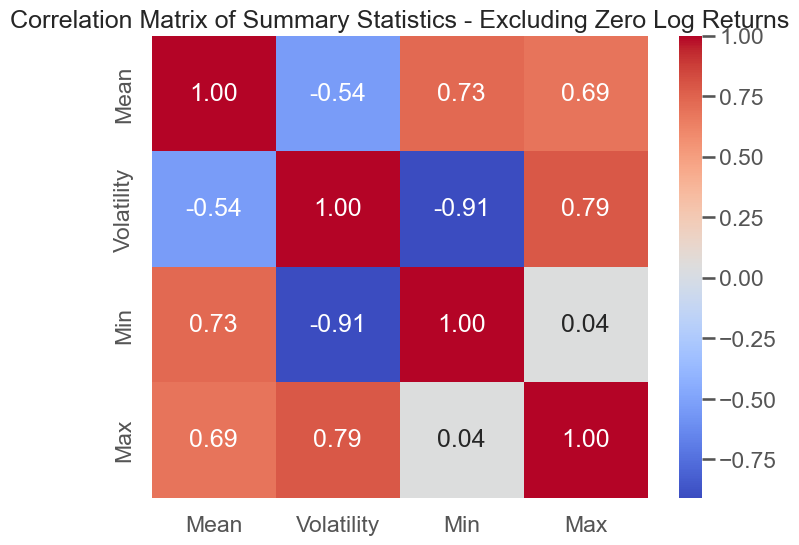 Correlation Matrix of Summary Statistics - Excluding Zero Log Returns
Mean
1.00
-0.54
0.73
0.69
Volatility
-0.54
1.00
-0.91
0.79
Min
0.73
-0.91
1.00
0.04
Max
0.69
0.79
0.04
1.00
Mean
Volatility
Min
Max
1.00
0.75
0.50
0.25
0.00
−0.25
−0.50
−0.75